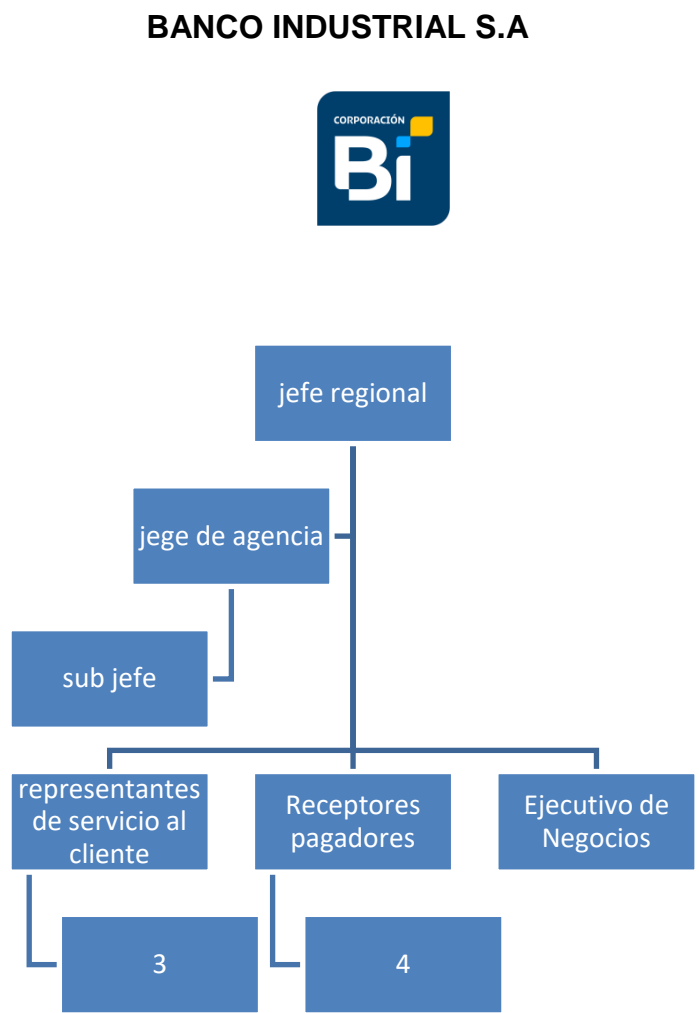 BANCO INDUSTRIAL S.A
CORPORACIÓN
Bi
jefe regional
jege de agencia
sub jefe
representantes
de servicio al
cliente
Receptores
pagadores
Ejecutivo de
Negocios
3
4